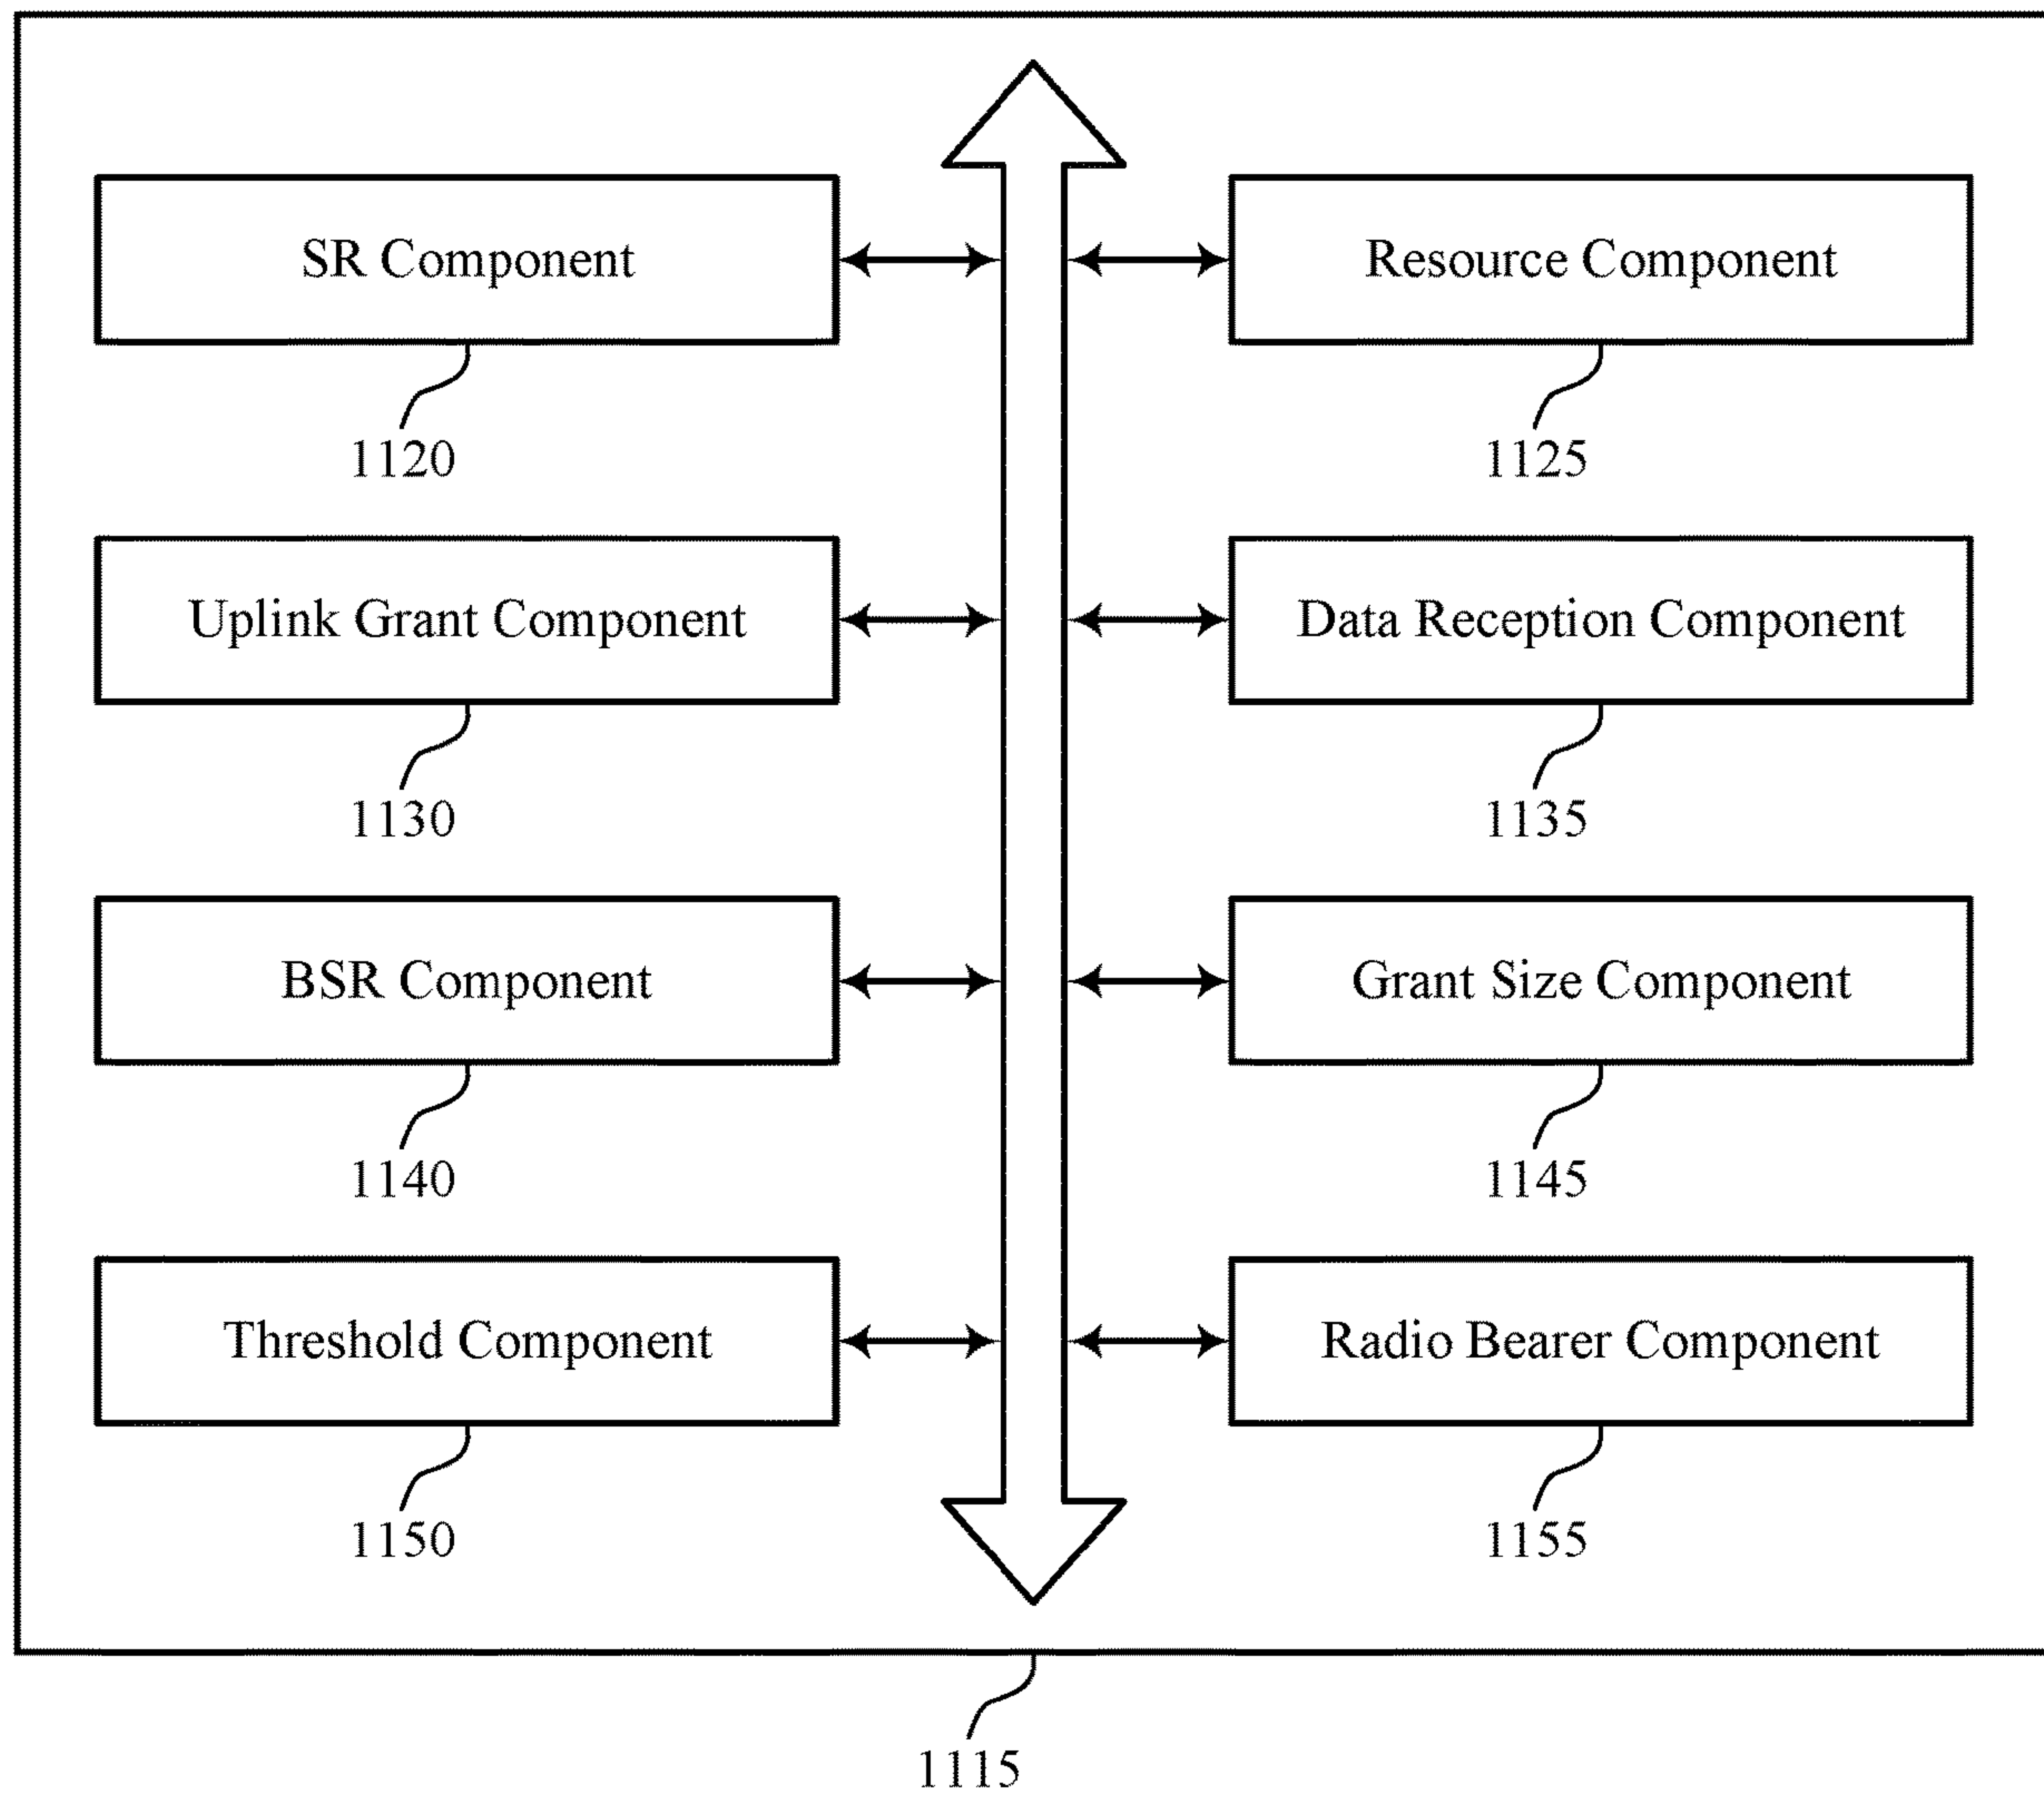 SR Component
Resource Component
1120
1125
Uplink Grant Component
Data Reception Component
1130
1135
BSR Component
Grant Size Component
1140
1145
Threshold Component
Radio Bearer Component
1150
1155
1115